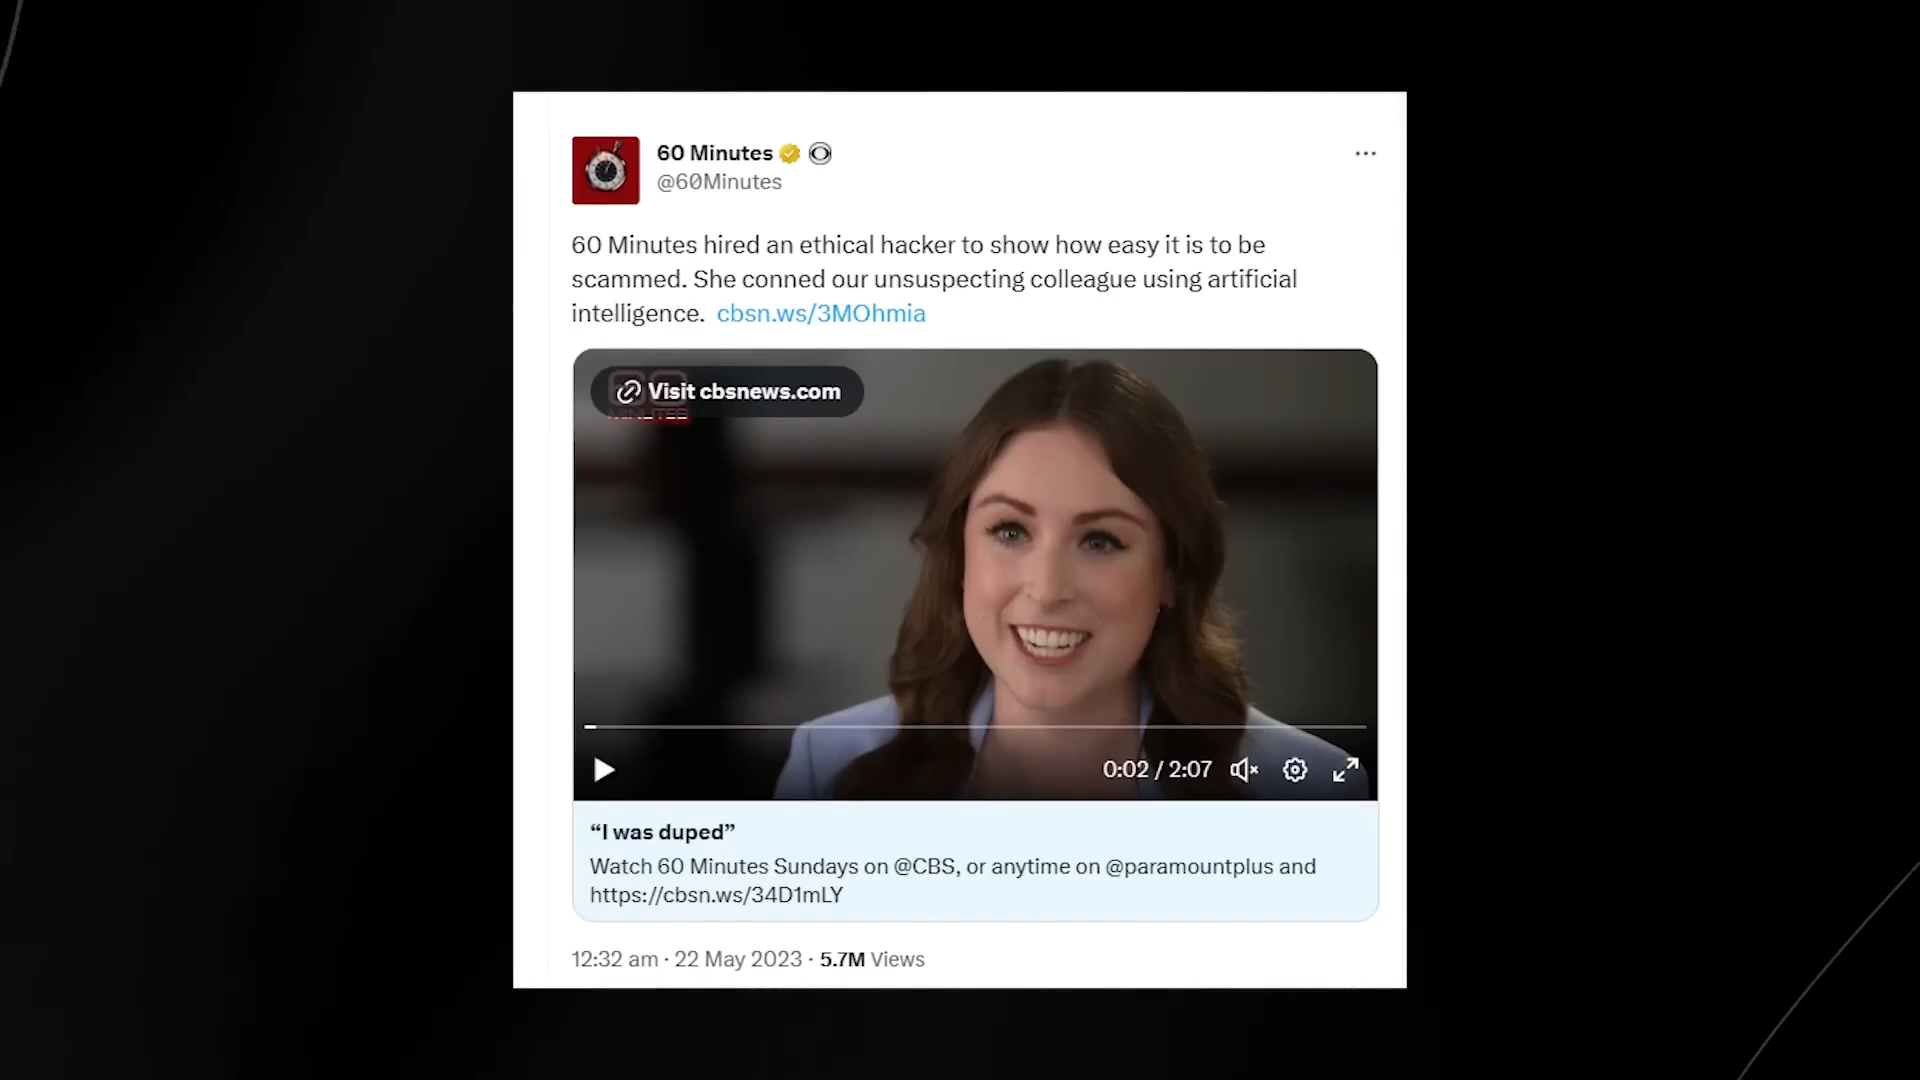 60 Minutes
@60Minutes
60 Minutes hired an ethical hacker to show how easy it is to be
scammed. She conned our unsuspecting colleague using artificial
intelligence. cbsn.ws/3MOhmia
Visit cbsnews.com
MINUTES
0:02 / 2:07
“I was duped”
Watch 60 Minutes Sundays on @CBS, or anytime on @paramountplus and
https://cbsn.ws/34D1mLY
12:32 am · 22 May 2023 · 5.7M Views